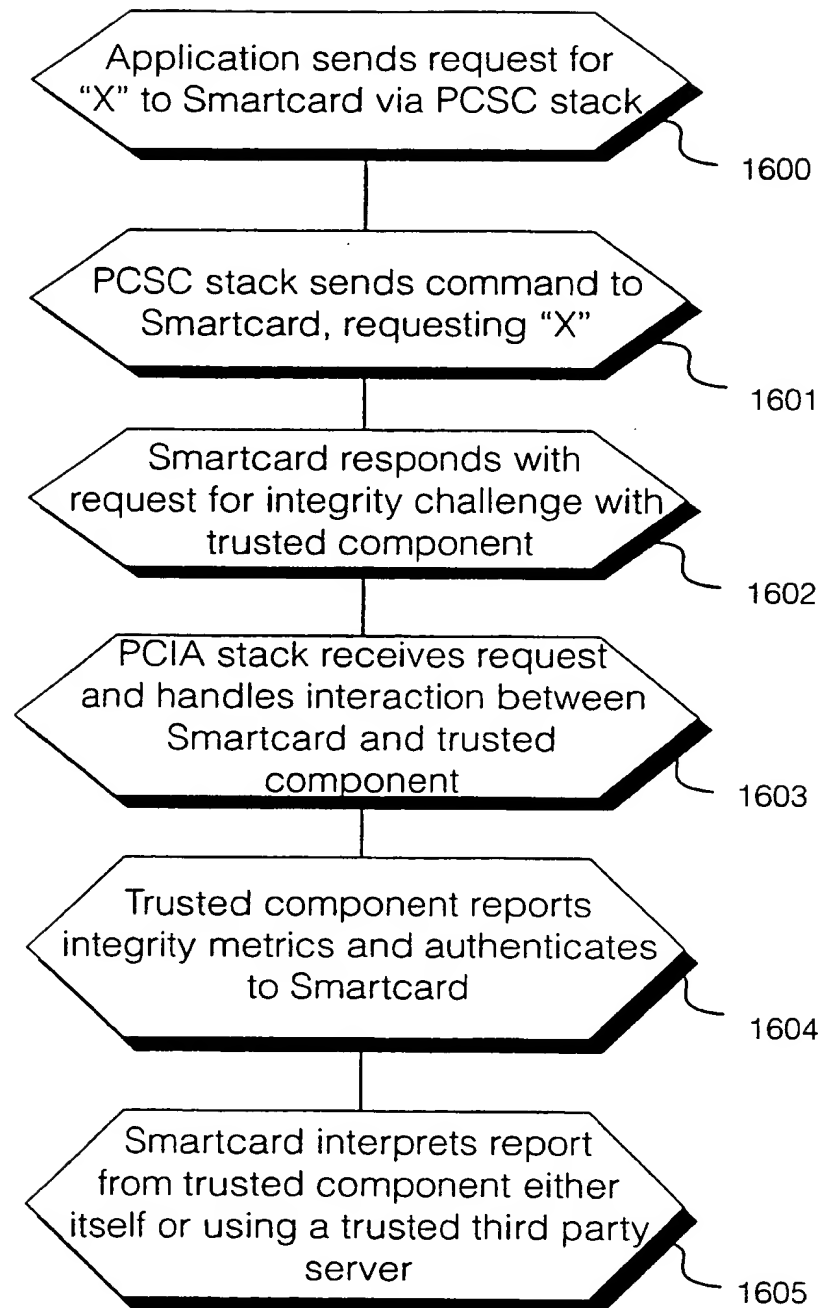 Application sends request for
“X” to Smartcard via PCSC stack
1600
PCSC stack sends command to
Smartcard, requesting “X”
1601
Smartcard responds with
request for integrity challenge with
trusted component
1602
PCIA stack receives request
and handles interaction between
Smartcard and trusted
component
1603
Trusted component reports
integrity metrics and authenticates
to Smartcard
1604
Smartcard interprets report
from trusted component either
itself or using a trusted third party
server
1605